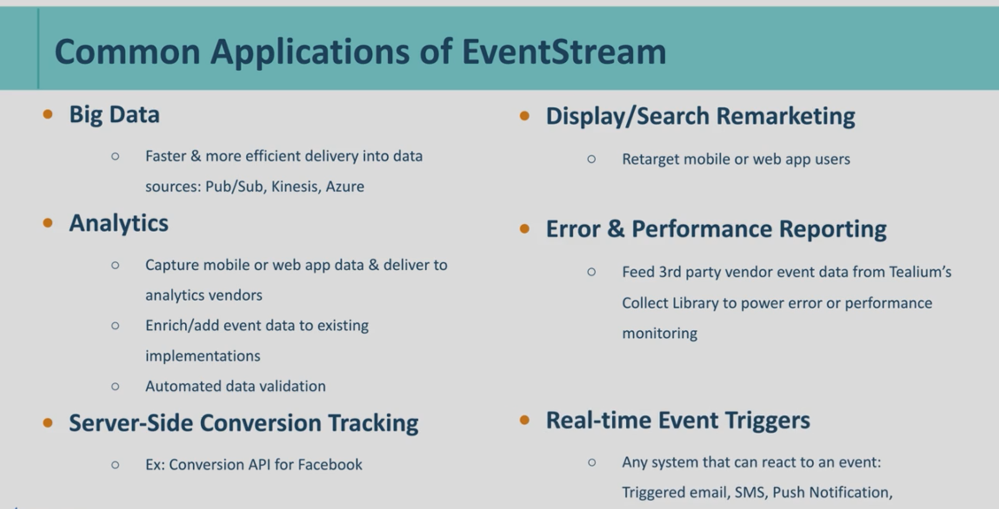 Common Applications of EventStream
Big Data
Faster & more efficient delivery into data
sources: Pub/Sub, Kinesis, Azure
Analytics
Capture mobile or web app data & deliver to
analytics vendors
Enrich/add event data to existing
implementations
Automated data validation
Server-Side Conversion Tracking
Ex: Conversion API for Facebook
Display/Search Remarketing
Retarget mobile or web app users
Error & Performance Reporting
Feed 3rd party vendor event data from Tealium's
Collect Library to power error or performance
monitoring
Real-time Event Triggers
Any system that can react to an event:
Triggered email, SMS, Push Notification,